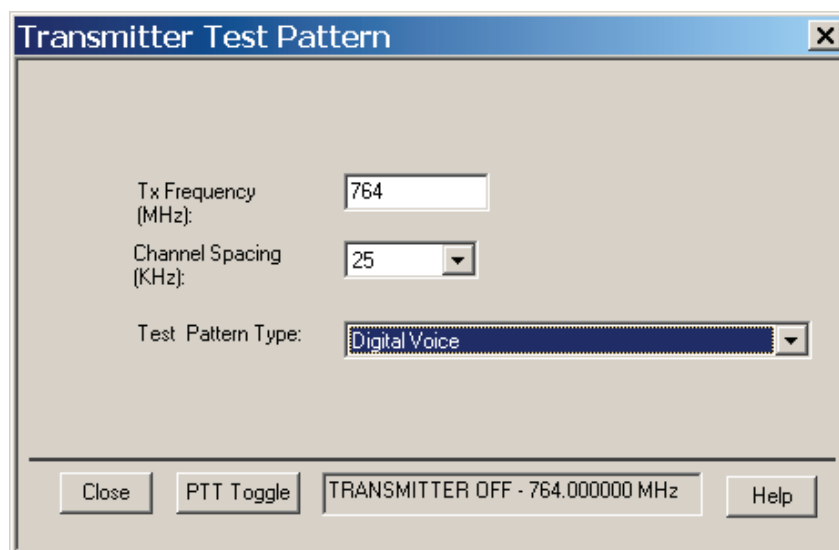 Transmitter Test Pattern
Tx Frequency
(MHz):
764
Channel Spacing
(KHz):
25
Test Pattern Type:
Digital Voice
Close
PTT Toggle
TRANSMITTER OFF - 764.000000 MHz
Help